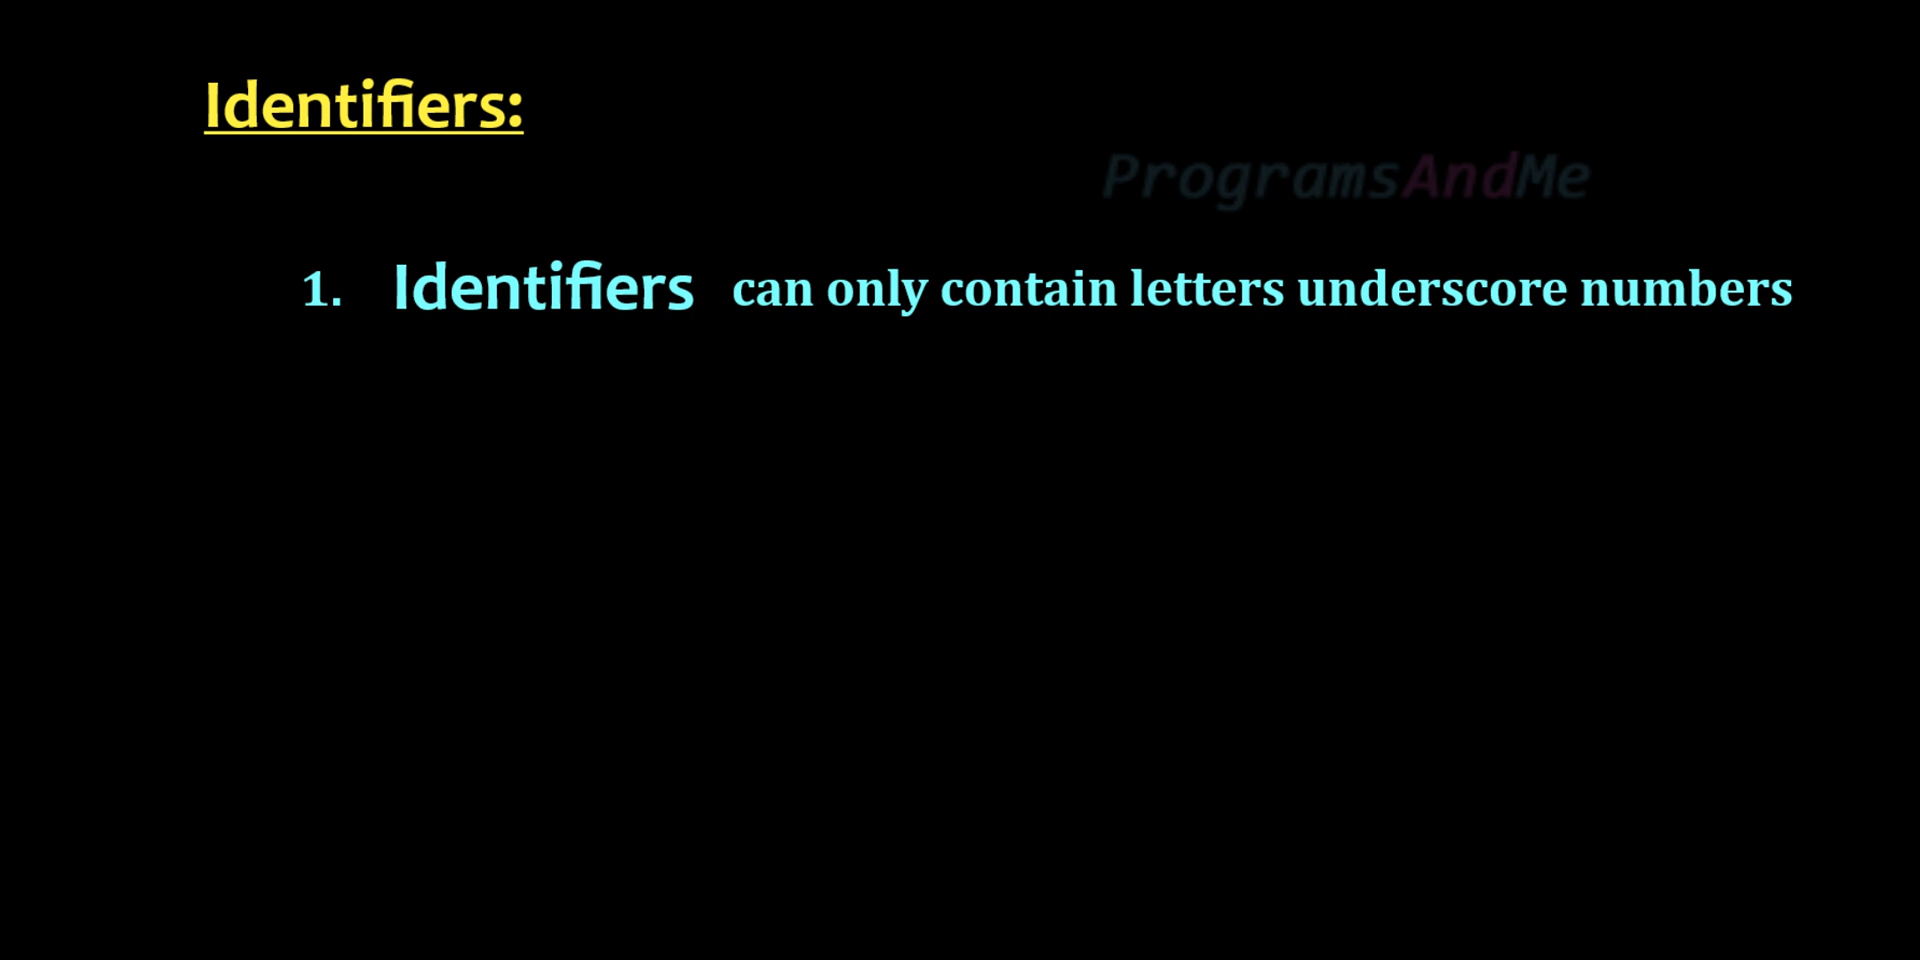 Identifiers:
ProgramsAndMe
1. Identifiers can only contain letters underscore numbers